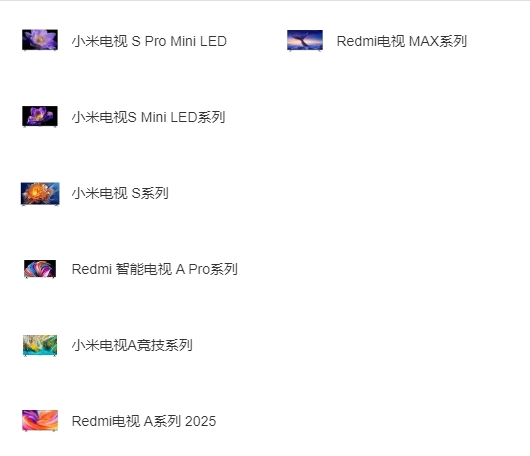 小米电视 S Pro Mini LED
小米电视S Mini LED系列
小米电视 S系列
Redmi 智能电视 A Pro系列
小米电视A竞技系列
Redmi电视 A系列 2025
Redmi电视 MAX系列